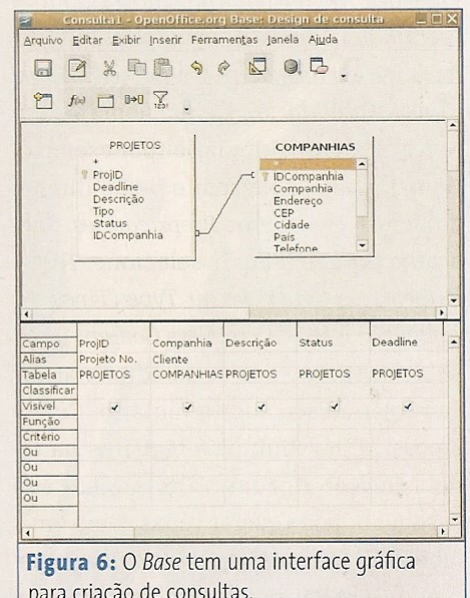 Consulta1 - OpenOffice.org Base: Design de consulta
Arquivo Editar Exibir Inserir Ferramentas Janela Ajuda
f(x)
PROJETOS
*
ProjID
Deadline
Descrição
Tipo
Status
IDCompanhia
COMPANHIAS
*
IDCompanhia
Companhia
Endereço
CEP
Cidade
Pais
Telefone
Campo ProjID Companhia Descrição Status Deadline
Alias Projeto No. Cliente
Tabela PROJETOS COMPANHIAS PROJETOS PROJETOS PROJETOS
Classificar
Visível
Função
Critério
Ou
Ou
Ou
Ou
Figura 6: O Base tem uma interface gráfica
para criação de consultas.